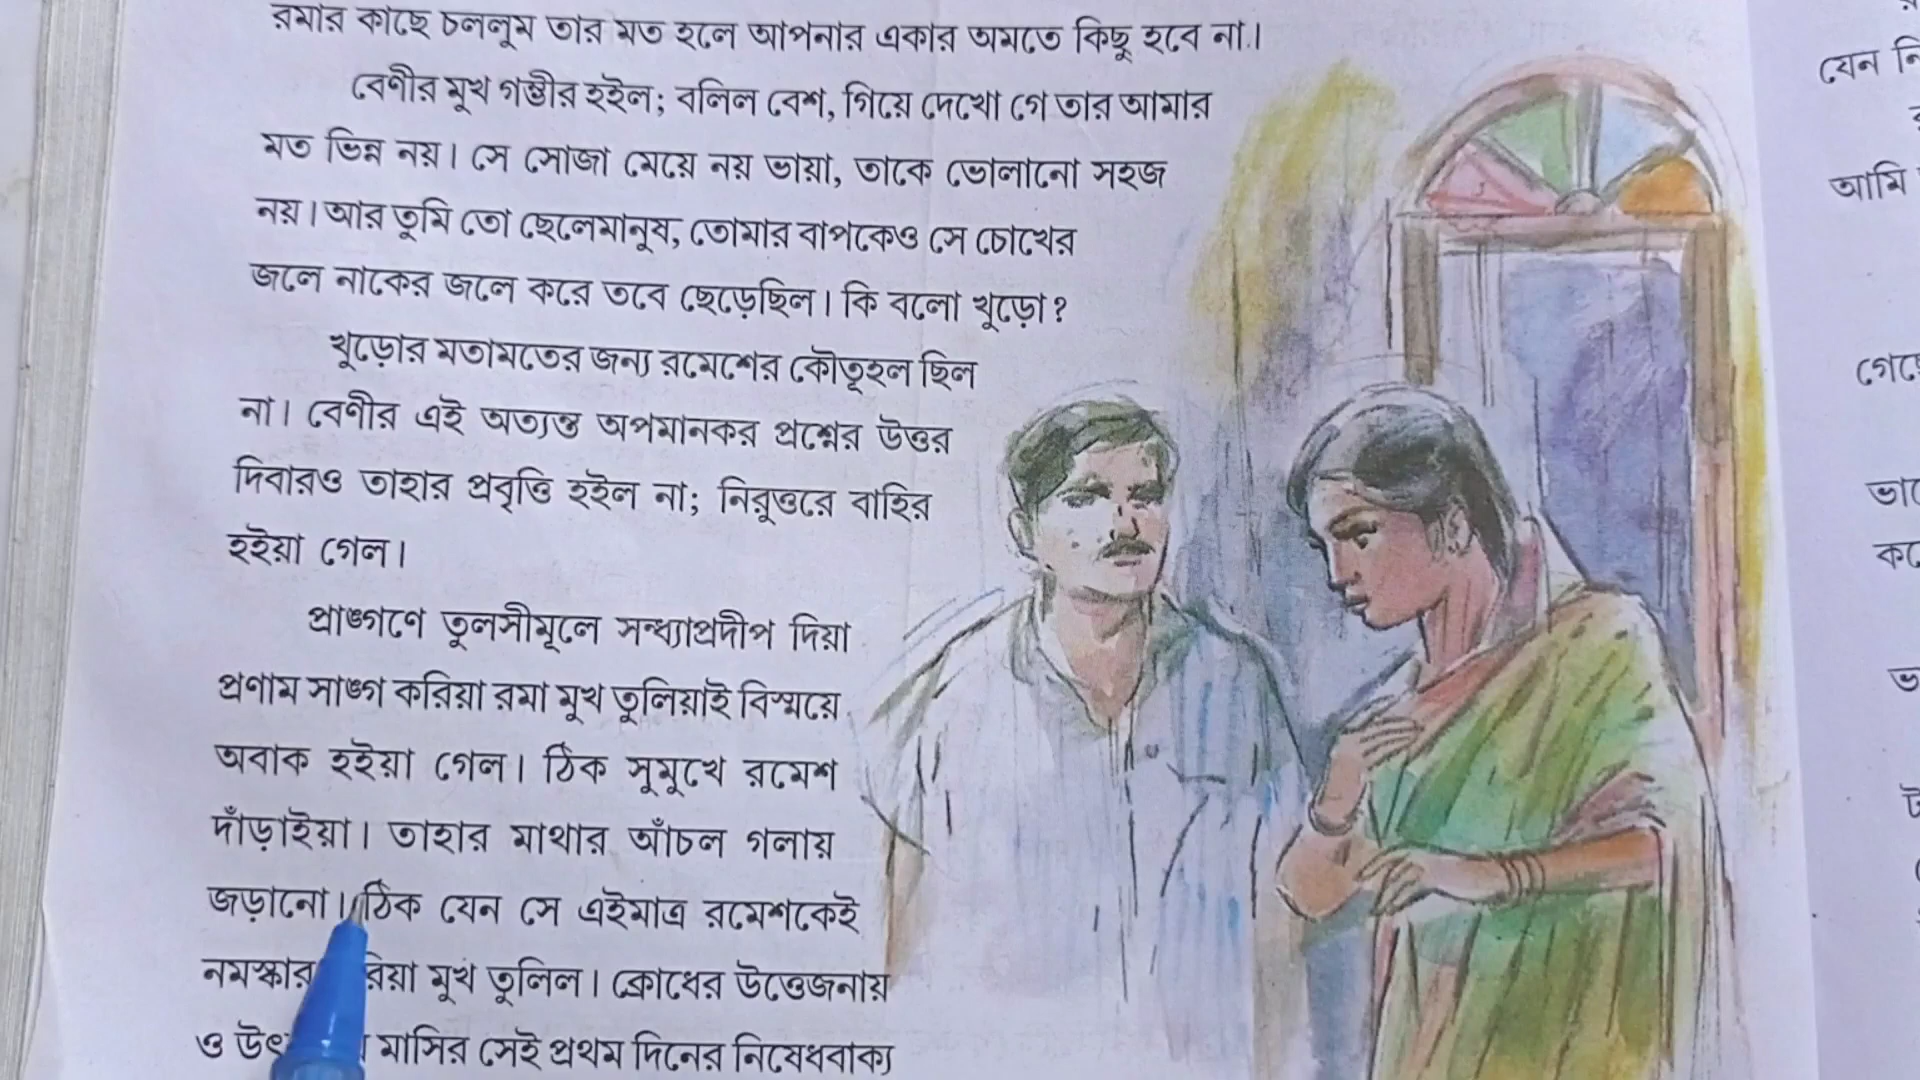 রমার কাছে চললুম তার মত হলে আপনার একার অমতে কিছু হবে না।
বেণীর মুখ গম্ভীর হইল; বলিল বেশ, গিয়ে দেখো গে তার আমার
মত ভিন্ন নয়। সে সোজা মেয়ে নয় ভায়া, তাকে ভোলানো সহজ
নয়। আর তুমি তো ছেলেমানুষ, তোমার বাপকেও সে চোখের
জলে নাকের জলে করে তবে ছেড়েছিল। কি বলো খুড়ো?
খুড়োর মতামতের জন্য রমেশের কৌতূহল ছিল
না। বেণীর এই অত্যন্ত অপমানকর প্রশ্নের উত্তর
দিবারও তাহার প্রবৃত্তি হইল না; নিরুত্তরে বাহির
হইয়া গেল।
প্রাঙ্গণে তুলসীমূলে সন্ধ্যাপ্রদীপ দিয়া
প্রণাম সাঙ্গ করিয়া রমা মুখ তুলিয়াই বিস্ময়ে
অবাক হইয়া গেল। ঠিক সুমুখে রমেশ
দাঁড়াইয়া। তাহার মাথার আঁচল গলায়
জড়ানো। ঠিক যেন সে এইমাত্র রমেশকেই
নমস্কার মুখ তুলিল। ক্রোধের উত্তেজনায়
ও মাসির সেই প্রথম দিনের নিষেধবাক্য
যেন
আমি